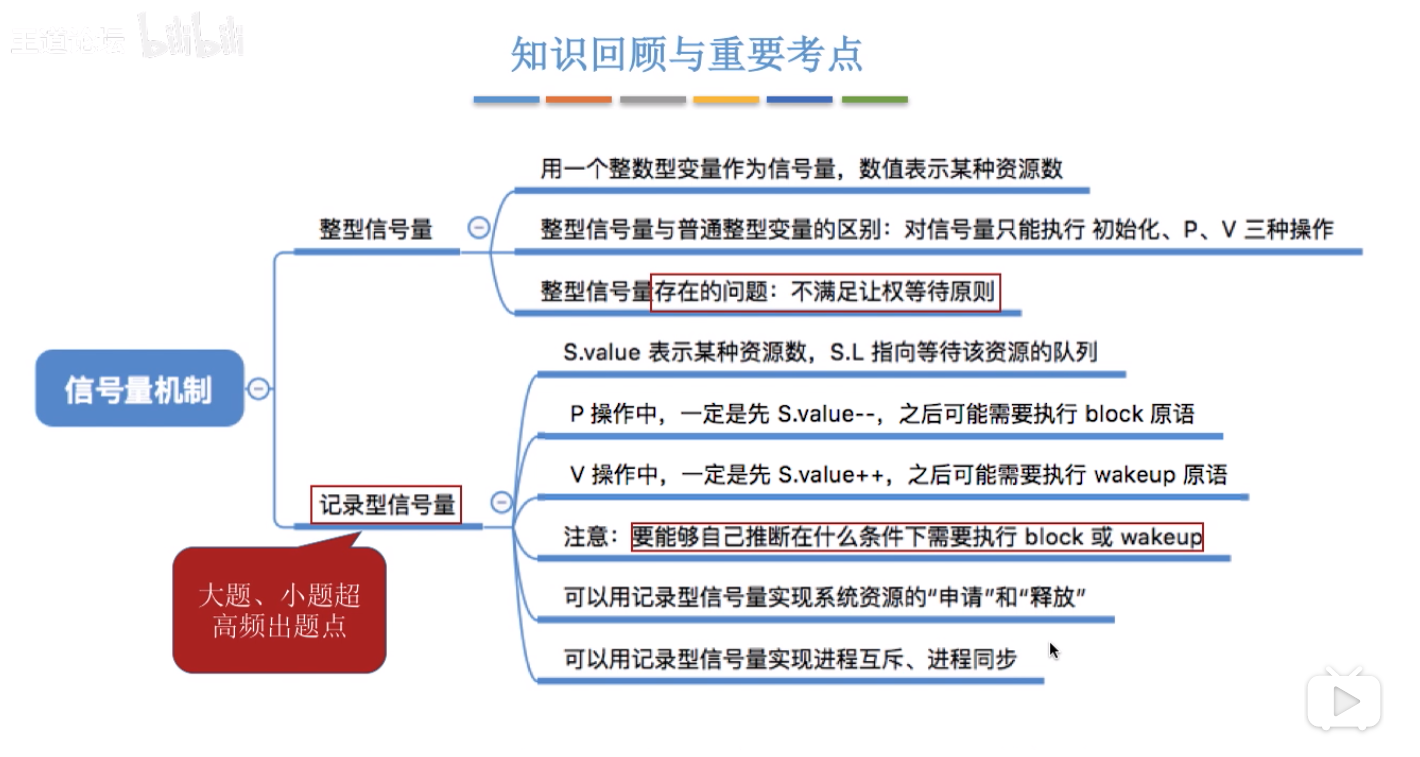 王道论坛 bilibili
知识回顾与重要考点
用一个整数型变量作为信号量，数值表示某种资源数
整型信号量
整型信号量与普通整型变量的区别：对信号量只能执行 初始化、P、V 三种操作
整型信号量存在的问题：不满足让权等待原则
信号量机制
S.value 表示某种资源数，S.L 指向等待该资源的队列
P 操作中，一定是先 S.value--，之后可能需要执行 block 原语
V 操作中，一定是先 S.value++，之后可能需要执行 wakeup 原语
记录型信号量
注意：要能够自己推断在什么条件下需要执行 block 或 wakeup
可以用记录型信号量实现系统资源的“申请”和“释放”
可以用记录型信号量实现进程互斥、进程同步
大题、小题超
高频出题点